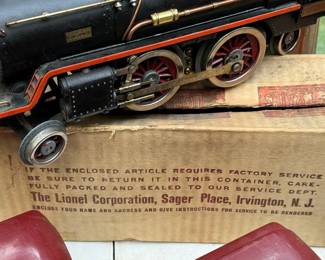 IF THE ENCLOSED ARTICLE REQUIRES FACTORY SERVICE
BE SURE TO RETURN IT IN THIS CONTAINER, CARE-
FULLY PACKED AND SEALED TO OUR SERVICE DEPT.
The Lionel Corporation, Sager Place, Irvington, N. J.
ENCLOSE YOUR NAME AND ADDRESS AND GIVE INSTRUCTIONS FOR SERVICE TO BE RENDERED